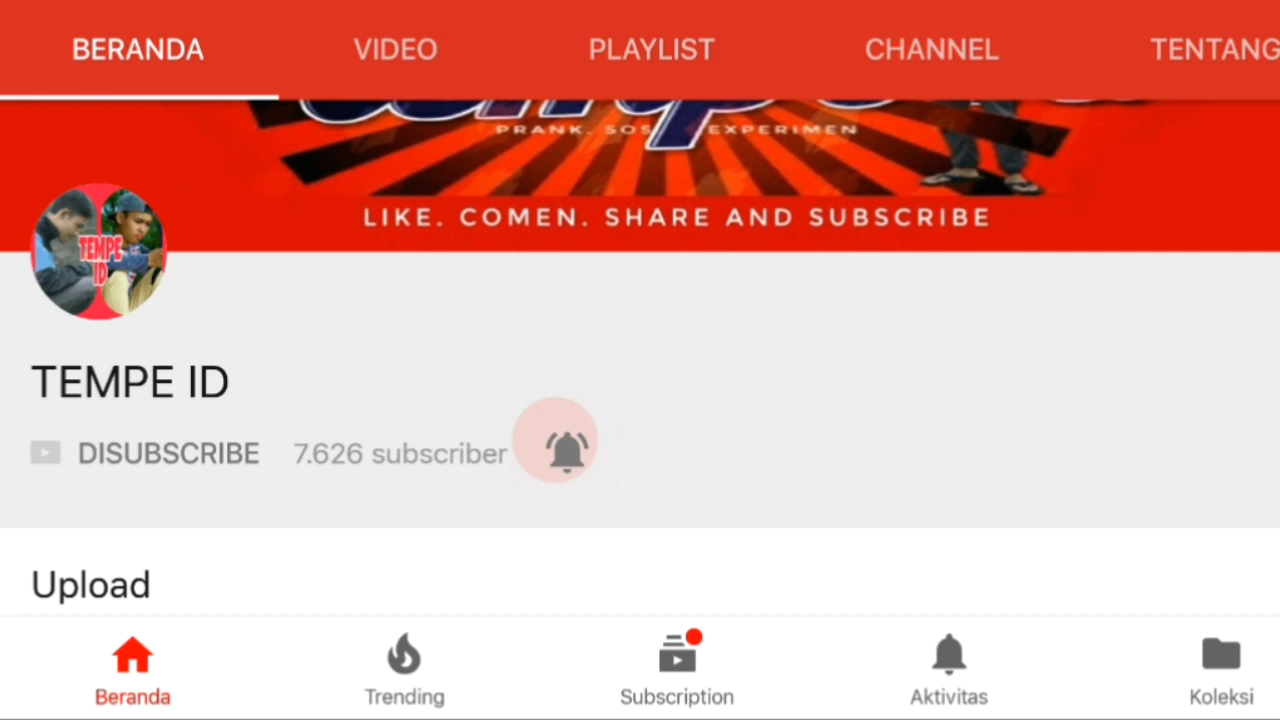 BERANDA VIDEO PLAYLIST CHANNEL TENTANG
PRANK. SOS EXPERIMEN
LIKE. COMEN. SHARE AND SUBSCRIBE
TEMPE
ID
TEMPE ID
DISUBSCRIBE 7.626 subscriber
Upload
Beranda Trending Subscription Aktivitas Koleksi